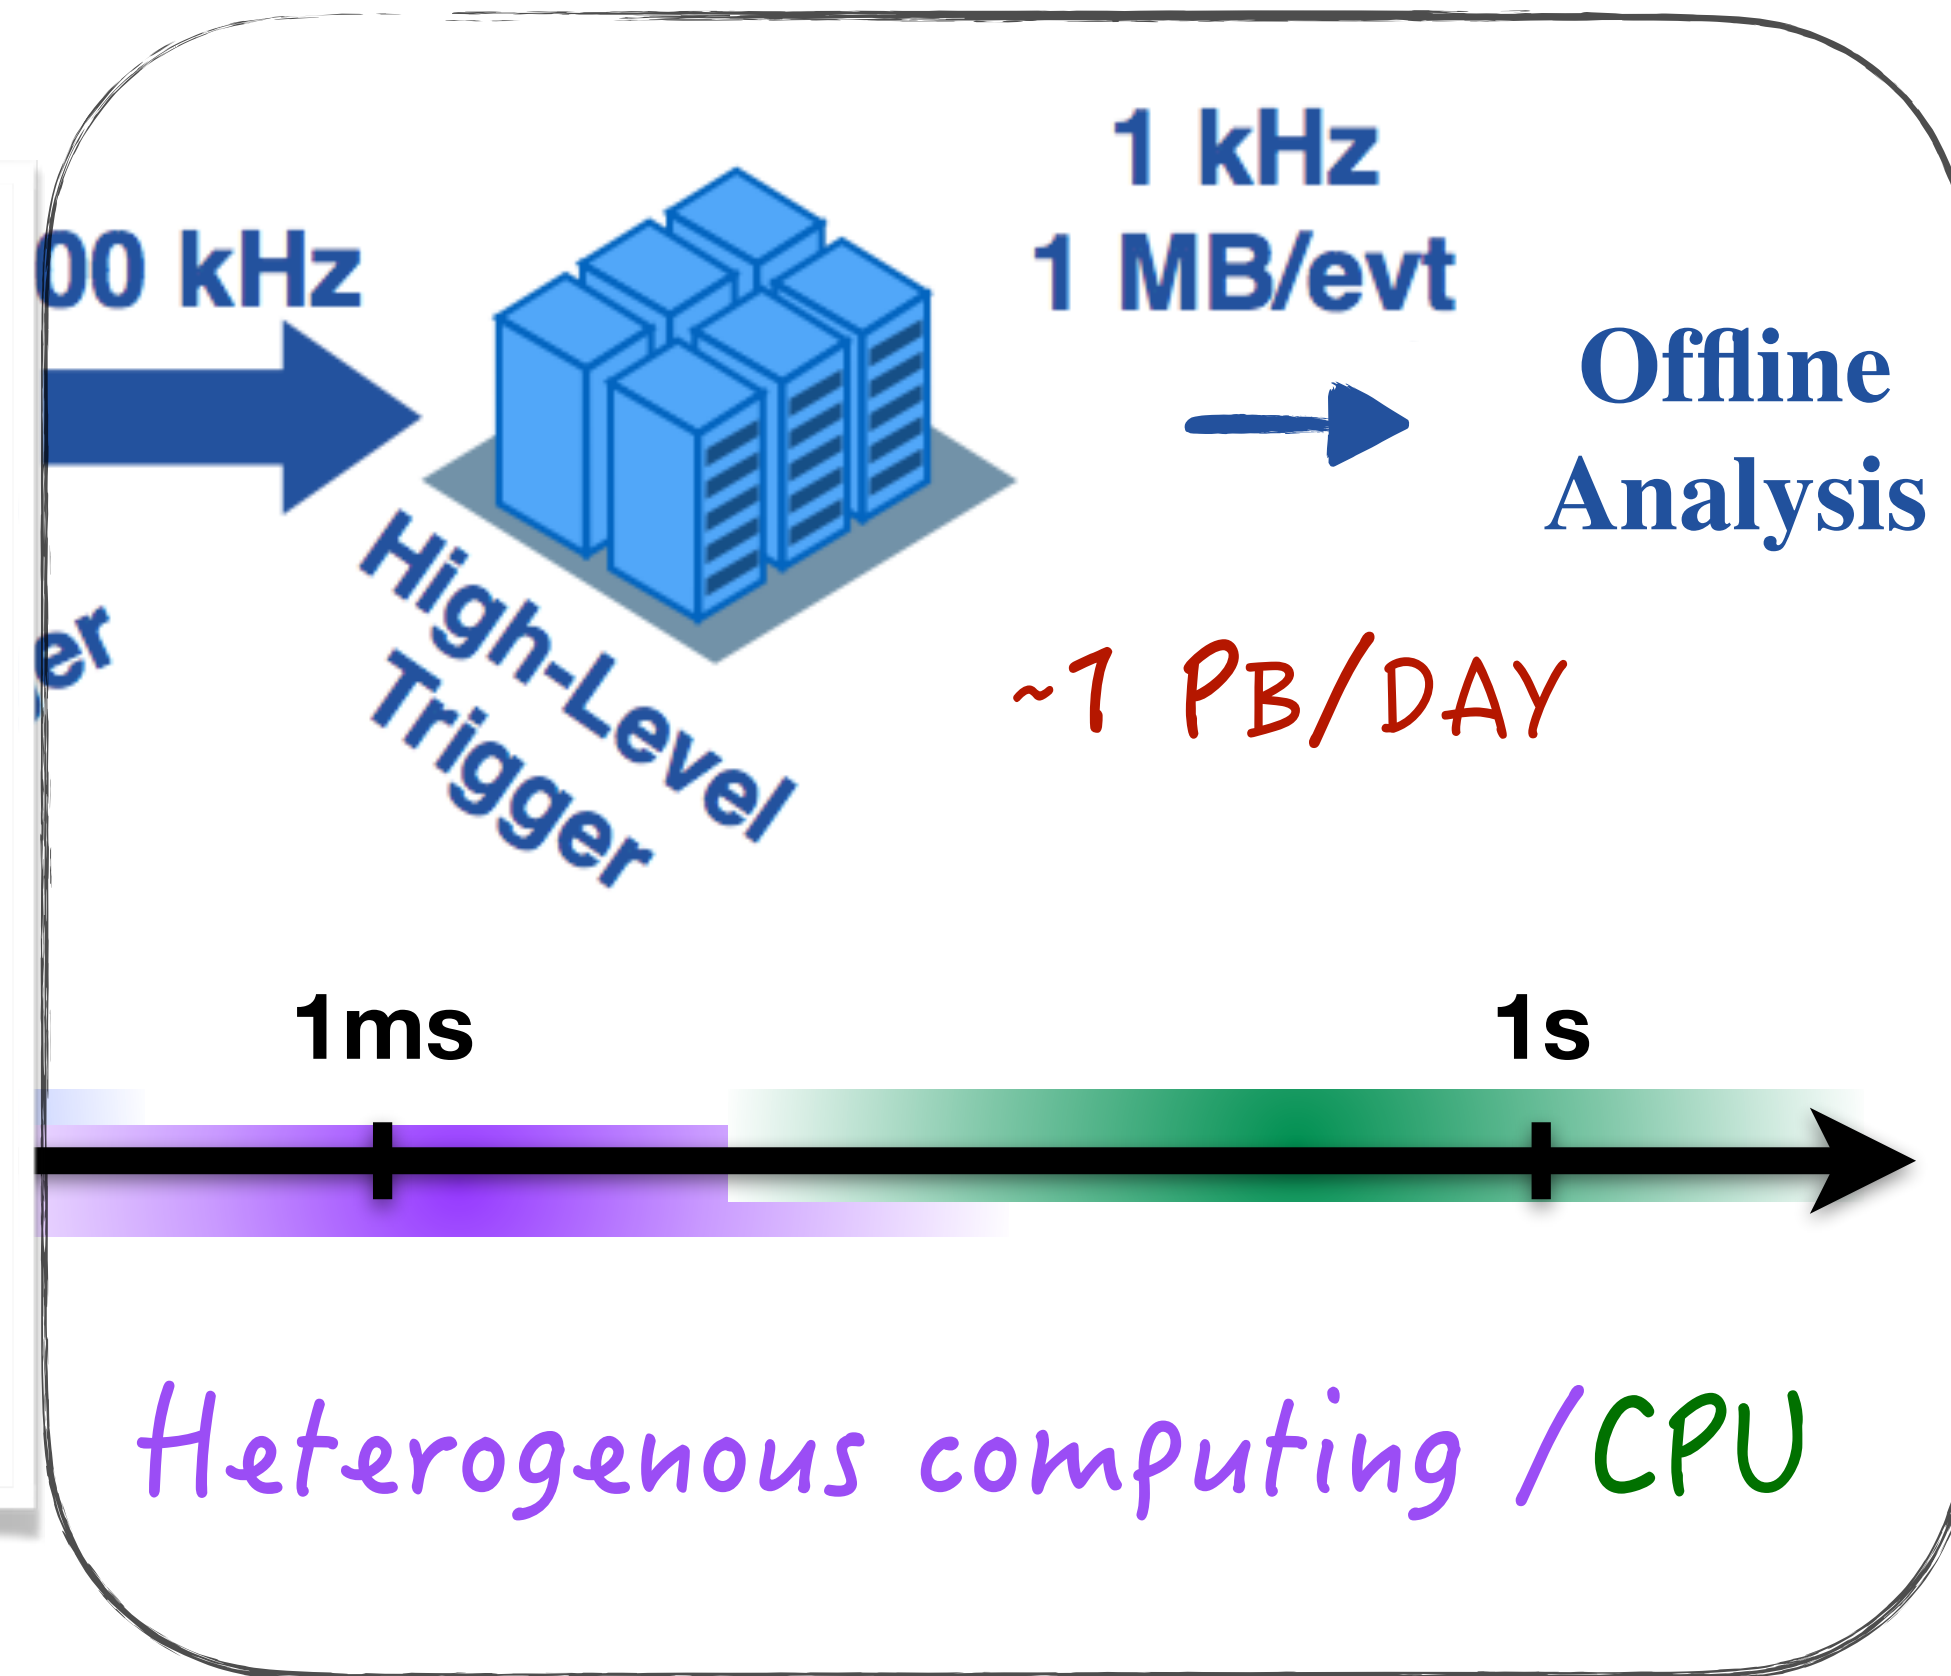 1 kHz
1 MB/evt
00 kHz
Offline
Analysis
er
High-Level
Trigger
~1 PB/DAY
1ms
1s
Heterogenous computing /CPU